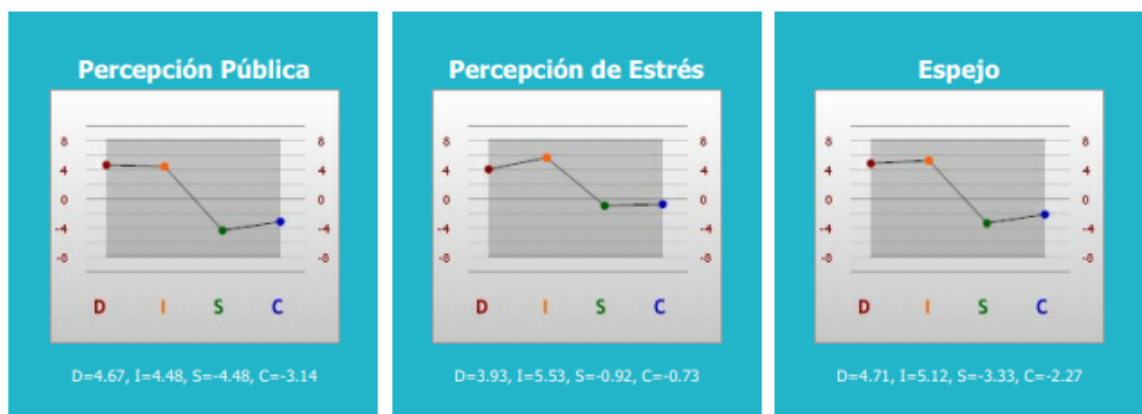 Percepción Pública
8 8
4 4
0 0
-4 -4
-8 -8
D I S C
D=4.67, I=4.48, S=-4.48, C=-3.14
Percepción de Estrés
8 8
4 4
0 0
-4 -4
-8 -8
D I S C
D=3.93, I=5.53, S=-0.92, C=-0.73
Espejo
8 8
4 4
0 0
-4 -4
-8 -8
D I S C
D=4.71, I=5.12, S=-3.33, C=-2.27